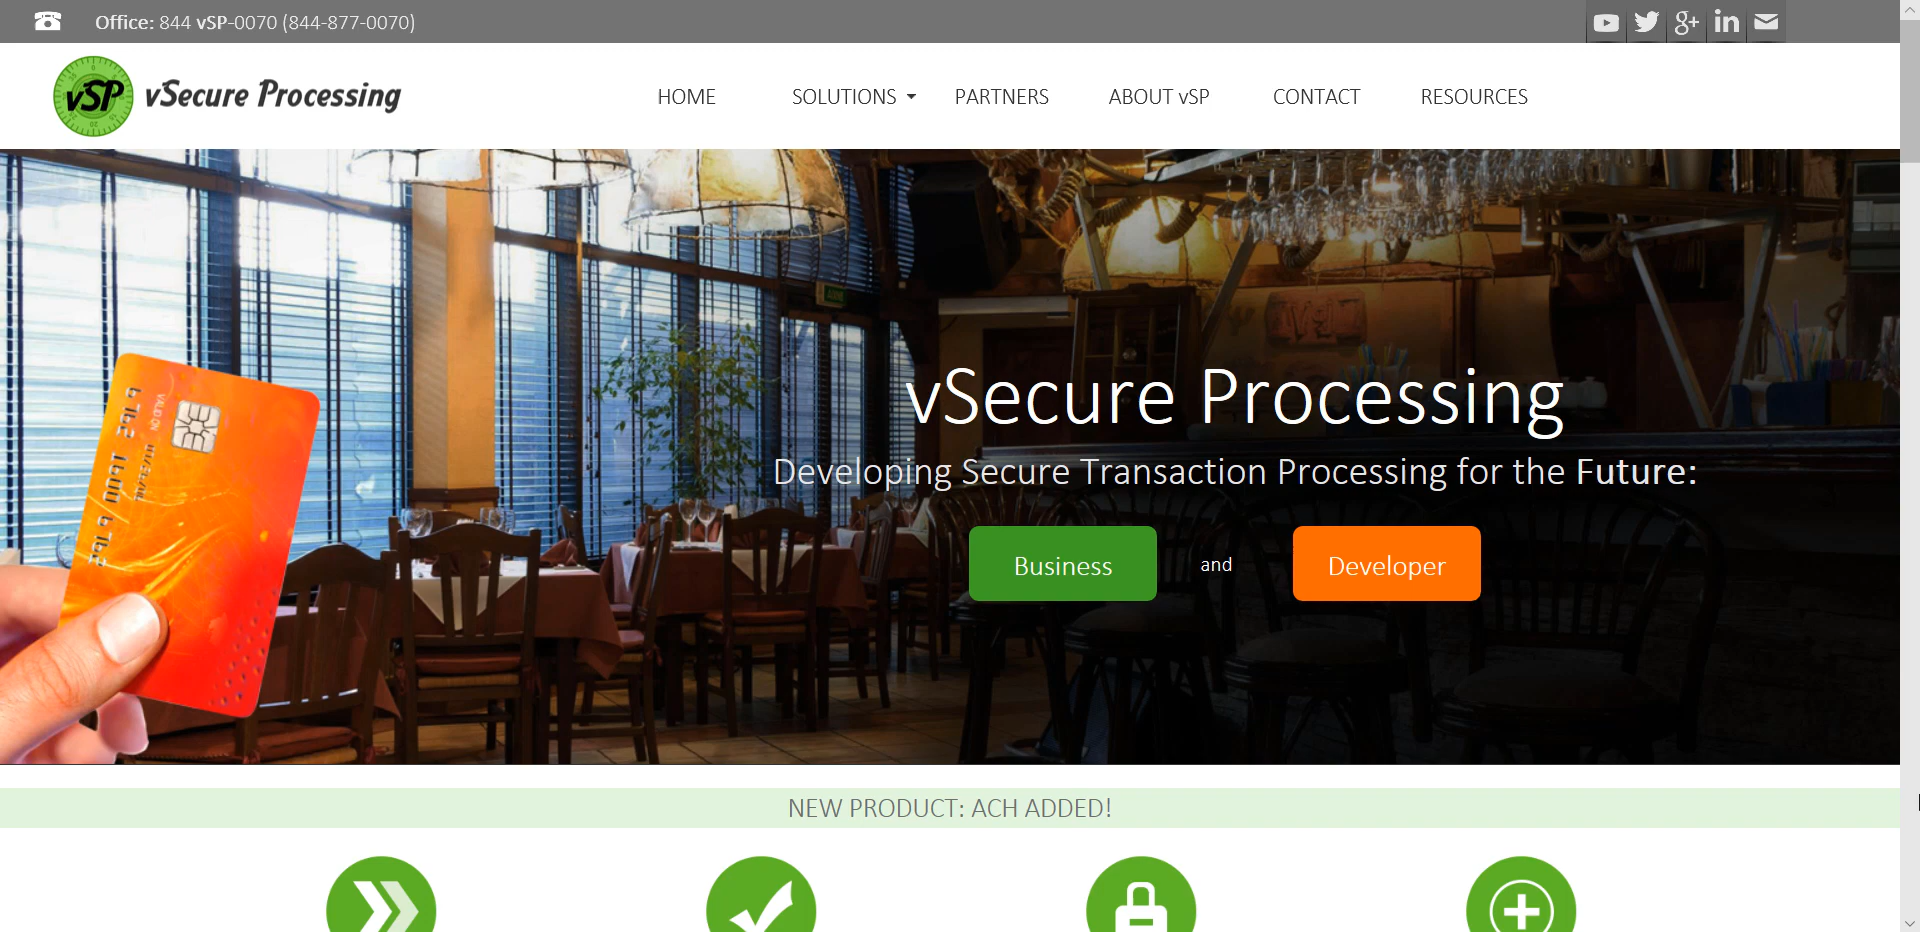 Office: 844 vSP-0070 (844-877-0070)
vSP vSecure Processing
HOME SOLUTIONS PARTNERS ABOUT vSP CONTACT RESOURCES
vSecure Processing
Developing Secure Transaction Processing for the Future:
Business and Developer
NEW PRODUCT: ACH ADDED!